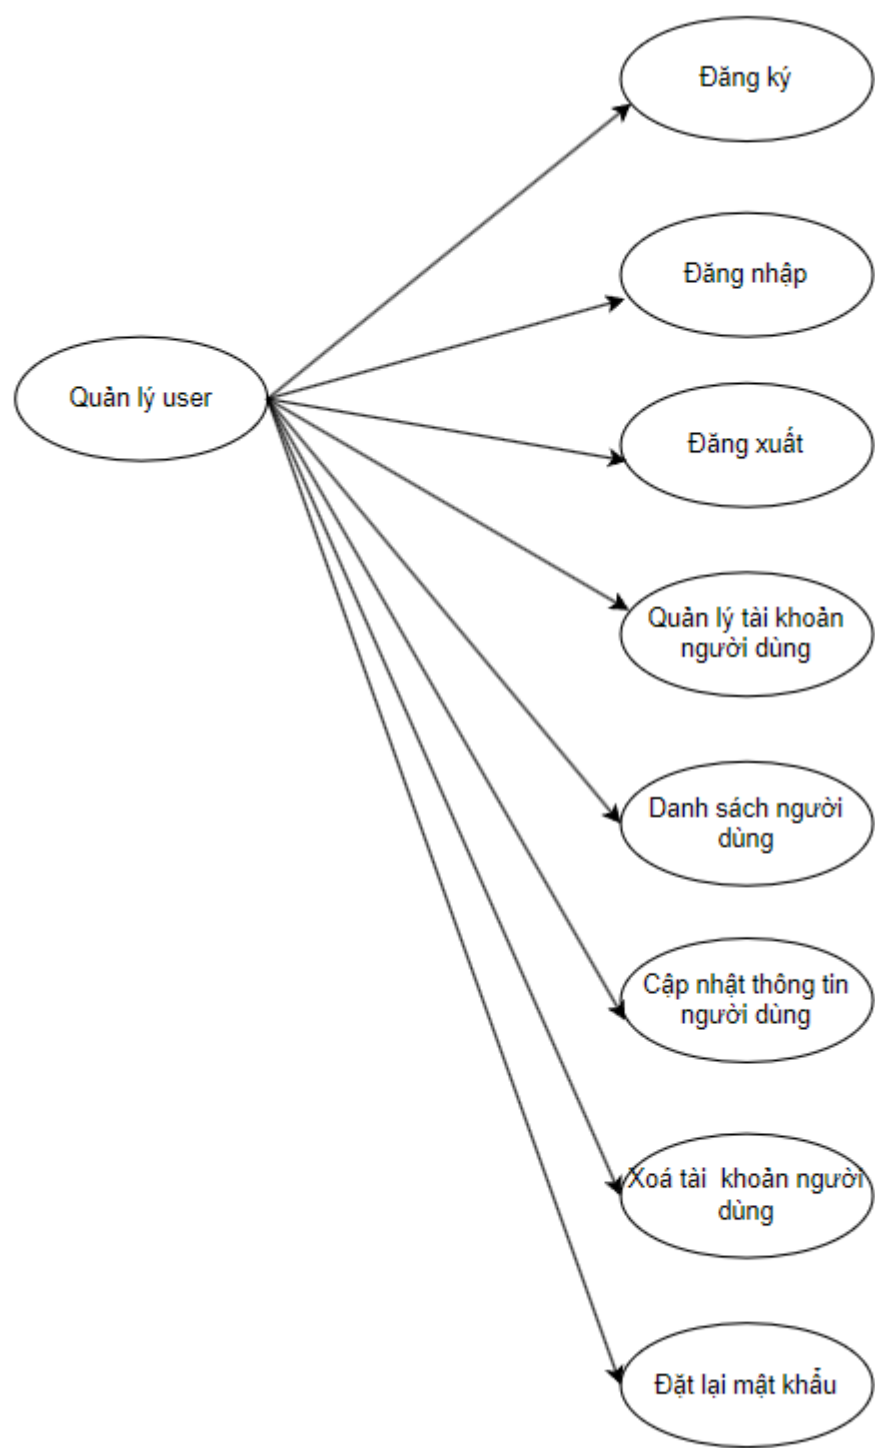 Đăng ký
Đăng nhập
Quản lý user
Đăng xuất
Quản lý tài khoản
người dùng
Danh sách người
dùng
Cập nhật thông tin
người dùng
Xoá tài  khoản người
dùng
Đặt lại mật khẩu